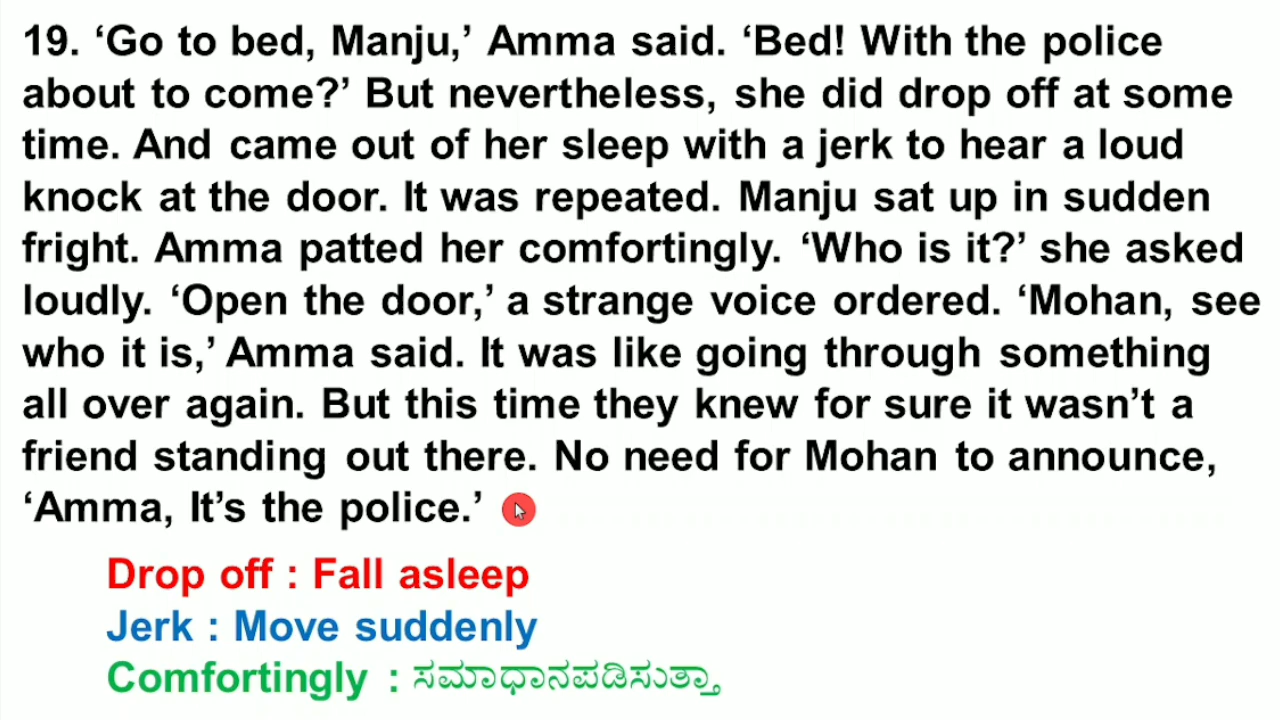 19. ‘Go to bed, Manju,’ Amma said. ‘Bed! With the police
about to come?’ But nevertheless, she did drop off at some
time. And came out of her sleep with a jerk to hear a loud
knock at the door. It was repeated. Manju sat up in sudden
fright. Amma patted her comfortingly. ‘Who is it?’ she asked
loudly. ‘Open the door,’ a strange voice ordered. ‘Mohan, see
who it is,’ Amma said. It was like going through something
all over again. But this time they knew for sure it wasn’t a
friend standing out there. No need for Mohan to announce,
‘Amma, It’s the police.’
Drop off : Fall asleep
Jerk : Move suddenly
Comfortingly : ಸಮಾಧಾನಪಡಿಸುತ್ತಾ